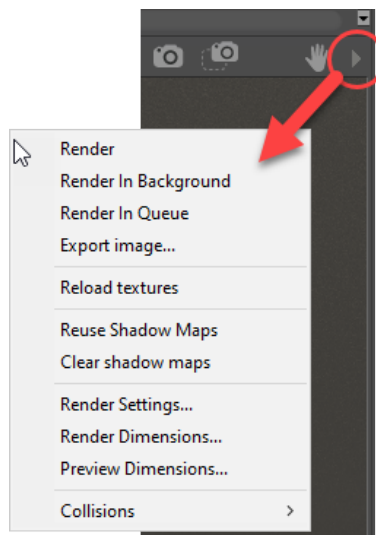 Render
Render In Background
Render In Queue
Export image...
Reload textures
Reuse Shadow Maps
Clear shadow maps
Render Settings...
Render Dimensions...
Preview Dimensions...
Collisions